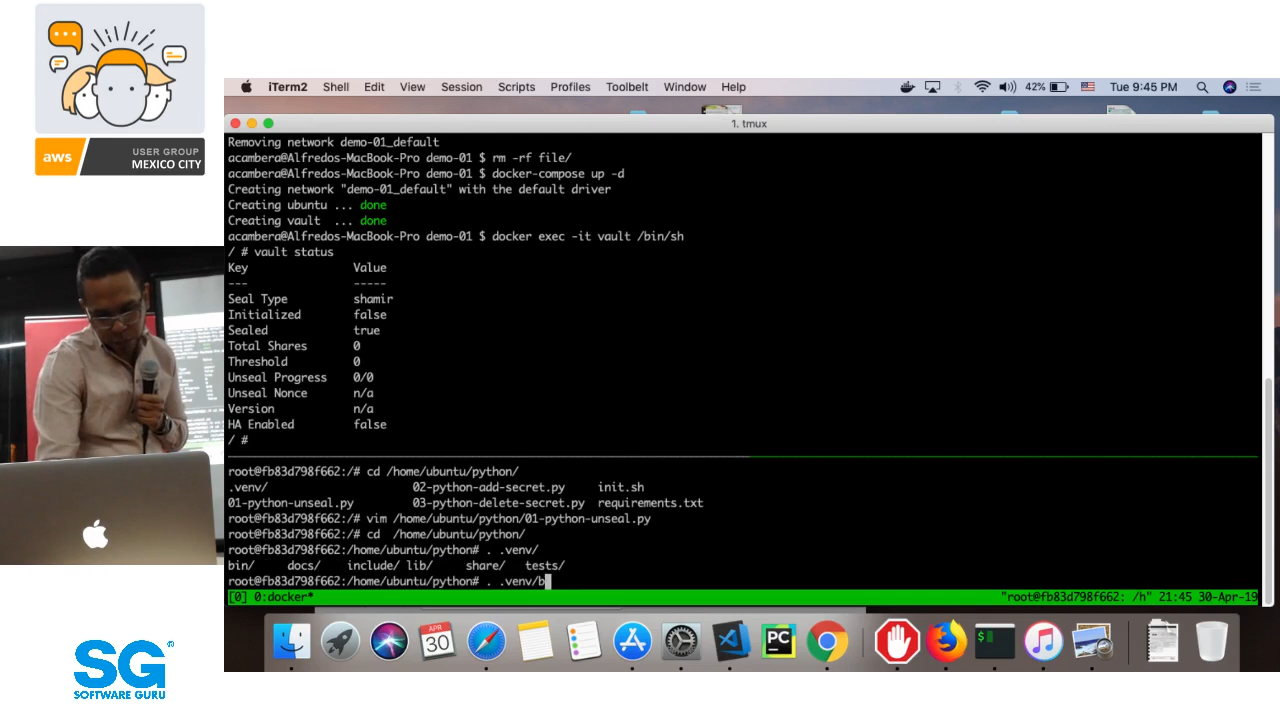 aws
USER GROUP
MEXICO CITY
iTerm2 Shell Edit View Session Scripts Profiles Toolbelt Window Help 42% Tue 9:45 PM
1. tmux
Removing network demo-01_default
acambera@Alfredos-MacBook-Pro demo-01 $ rm -rf file/
acambera@Alfredos-MacBook-Pro demo-01 $ docker-compose up -d
Creating network "demo-01_default" with the default driver
Creating ubuntu ... done
Creating vault ... done
acambera@Alfredos-MacBook-Pro demo-01 $ docker exec -it vault /bin/sh
/ # vault status
Key Value
--- -----
Seal Type shamir
Initialized false
Sealed true
Total Shares 0
Threshold 0
Unseal Progress 0/0
Unseal Nonce n/a
Version n/a
HA Enabled false
/ #
root@fb83d798f662:/# cd /home/ubuntu/python/
.venv/ 02-python-add-secret.py init.sh
01-python-unseal.py 03-python-delete-secret.py requirements.txt
root@fb83d798f662:/# vim /home/ubuntu/python/01-python-unseal.py
root@fb83d798f662:/# cd /home/ubuntu/python/
root@fb83d798f662:/home/ubuntu/python# . .venv/
bin/ docs/ include/ lib/ share/ tests/
root@fb83d798f662:/home/ubuntu/python# . .venv/b
[0] 0:docker* "root@fb83d798f662: /h" 21:45 30-Apr-19
APR
30
PC
$
SG®
SOFTWARE GURU